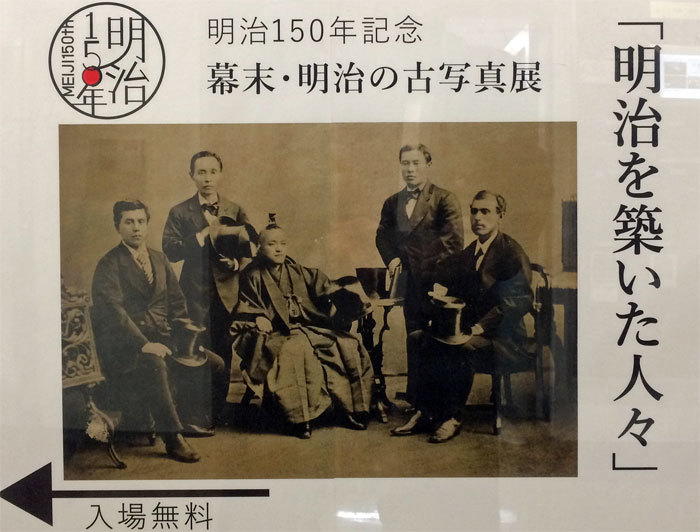 明治
150年
MEIJI150th
明治150年記念
幕末・明治の古写真展
「明治を築いた人々」
入場無料